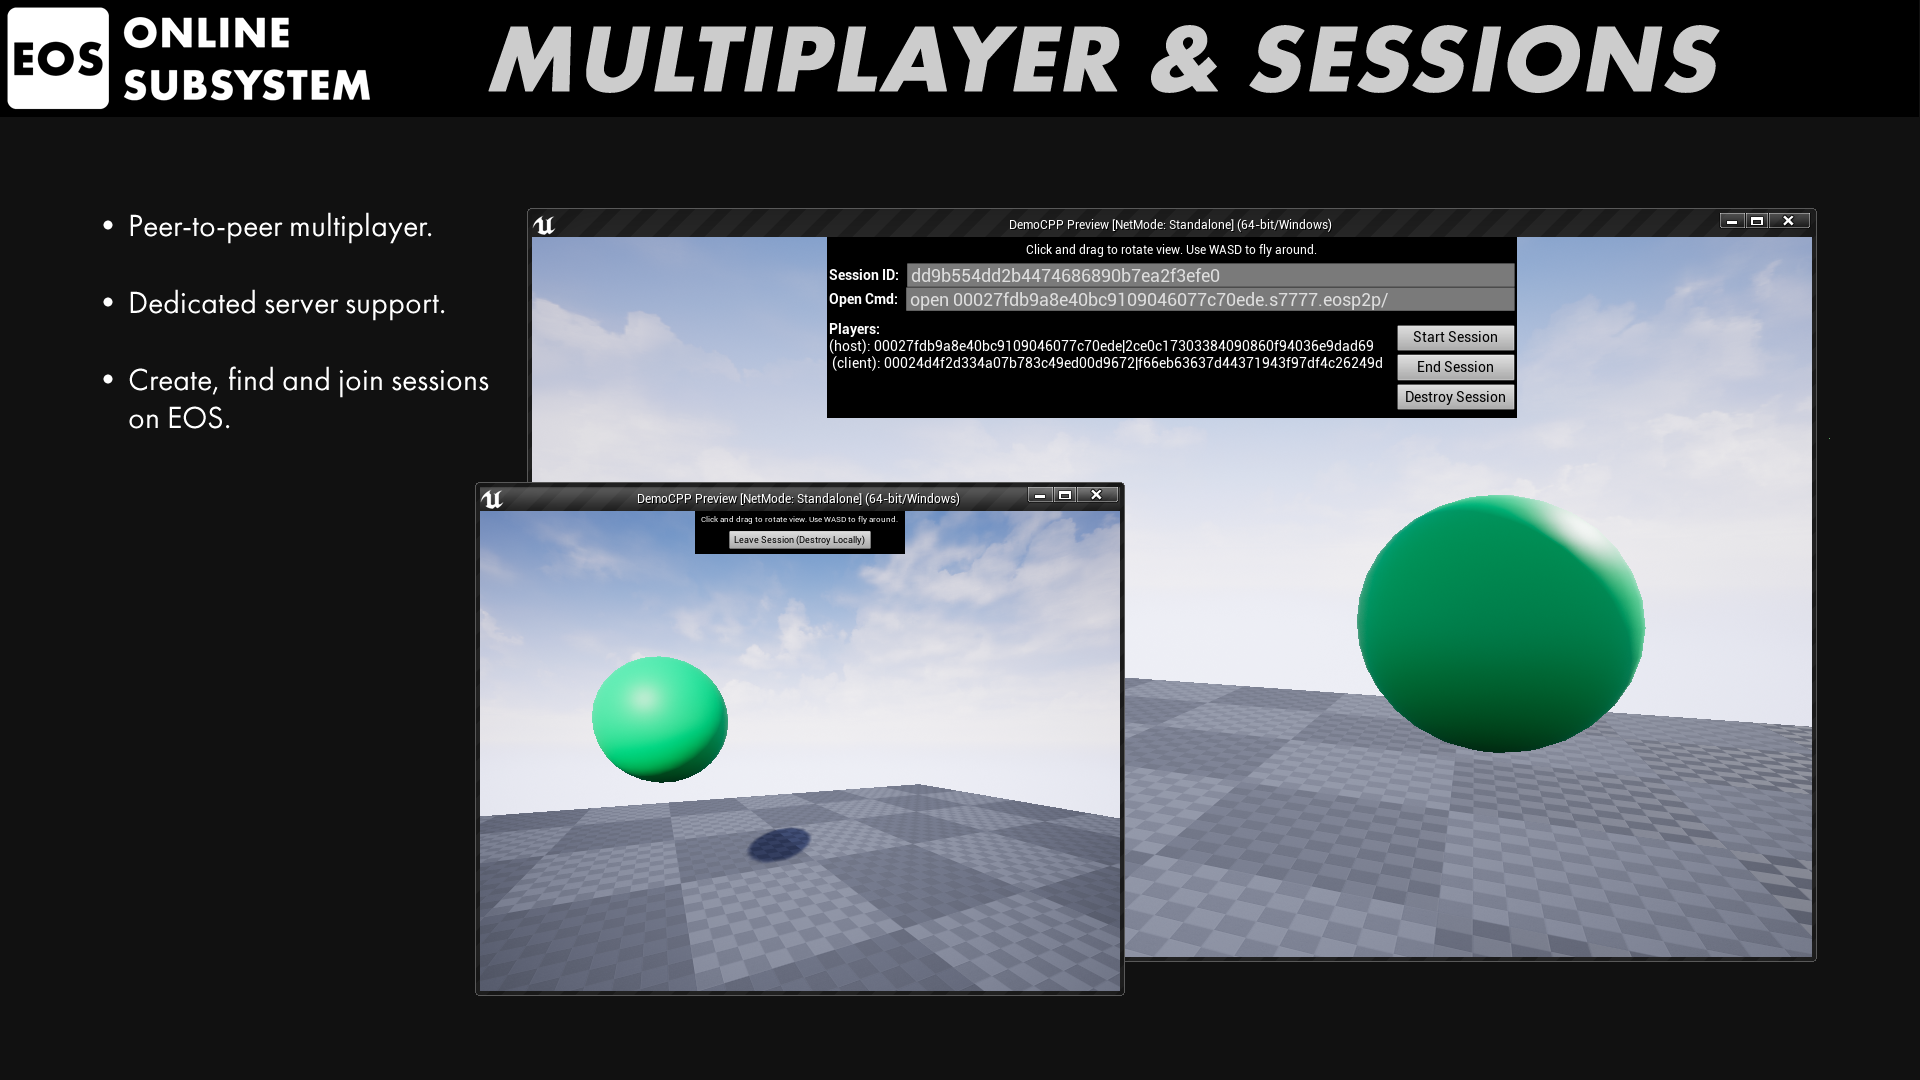 EOS
ONLINE
SUBSYSTEM
MULTIPLAYER & SESSIONS
• Peer-to-peer multiplayer.
• Dedicated server support.
• Create, find and join sessions
on EOS.
DemoCPP Preview [NetMode: Standalone] (64-bit/Windows)
Click and drag to rotate view. Use WASD to fly around.
Session ID: dd9b554dd2b4474686890b7ea2f3efe0
Open Cmd: open 00027fdb9a8e40bc9109046077c70ede.s7777.eosp2p/
Players:
(host): 00027fdb9a8e40bc9109046077c70ede|2ce0c17303384090860f94036e9dad69
(client): 00024d4f2d334a07b783c49ed00d9672|f66eb63637d44371943f97df4c26249d
Start Session
End Session
Destroy Session
DemoCPP Preview [NetMode: Standalone] (64-bit/Windows)
Click and drag to rotate view. Use WASD to fly around.
Leave Session (Destroy Locally)